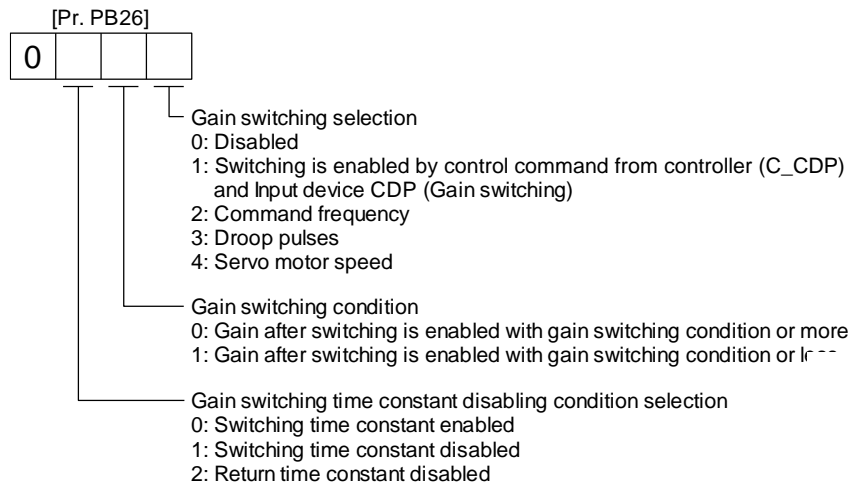 [Pr. PB26]
0
Gain switching selection
0: Disabled
1: Switching is enabled by control command from controller (C_CDP)
and Input device CDP (Gain switching)
2: Command frequency
3: Droop pulses
4: Servo motor speed
Gain switching condition
0: Gain after switching is enabled with gain switching condition or more
1: Gain after switching is enabled with gain switching condition or
Gain switching time constant disabling condition selection
0: Switching time constant enabled
1: Switching time constant disabled
2: Return time constant disabled